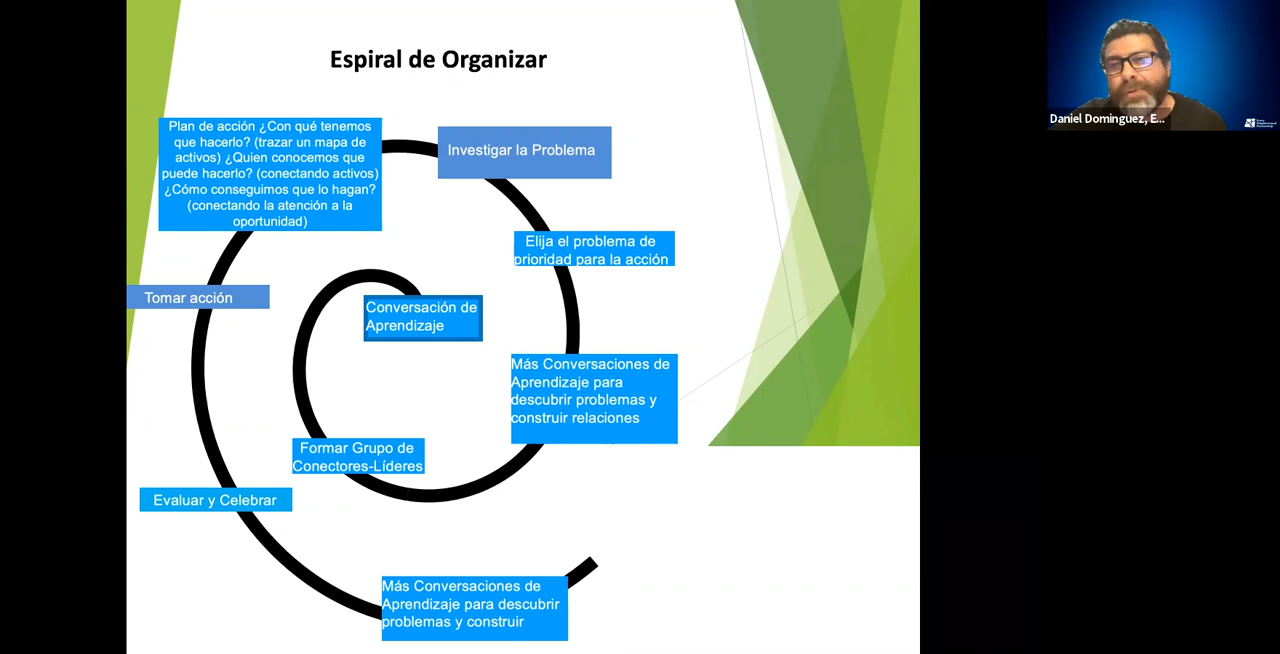 Espiral de Organizar
Plan de acción ¿Con qué tenemos
que hacerlo? (trazar un mapa de
activos) ¿Quien conocemos que
puede hacerlo? (conectando activos)
¿Cómo conseguimos que lo hagan?
(conectando la atención a la
oportunidad)
Investigar la Problema
Elija el problema de
prioridad para la acción
Tomar acción
Conversación de
Aprendizaje
Más Conversaciones de
Aprendizaje para
descubrir problemas y
construir relaciones
Formar Grupo de
Conectores-Líderes
Evaluar y Celebrar
Más Conversaciones de
Aprendizaje para descubrir
problemas y construir
Daniel Dominguez, E...